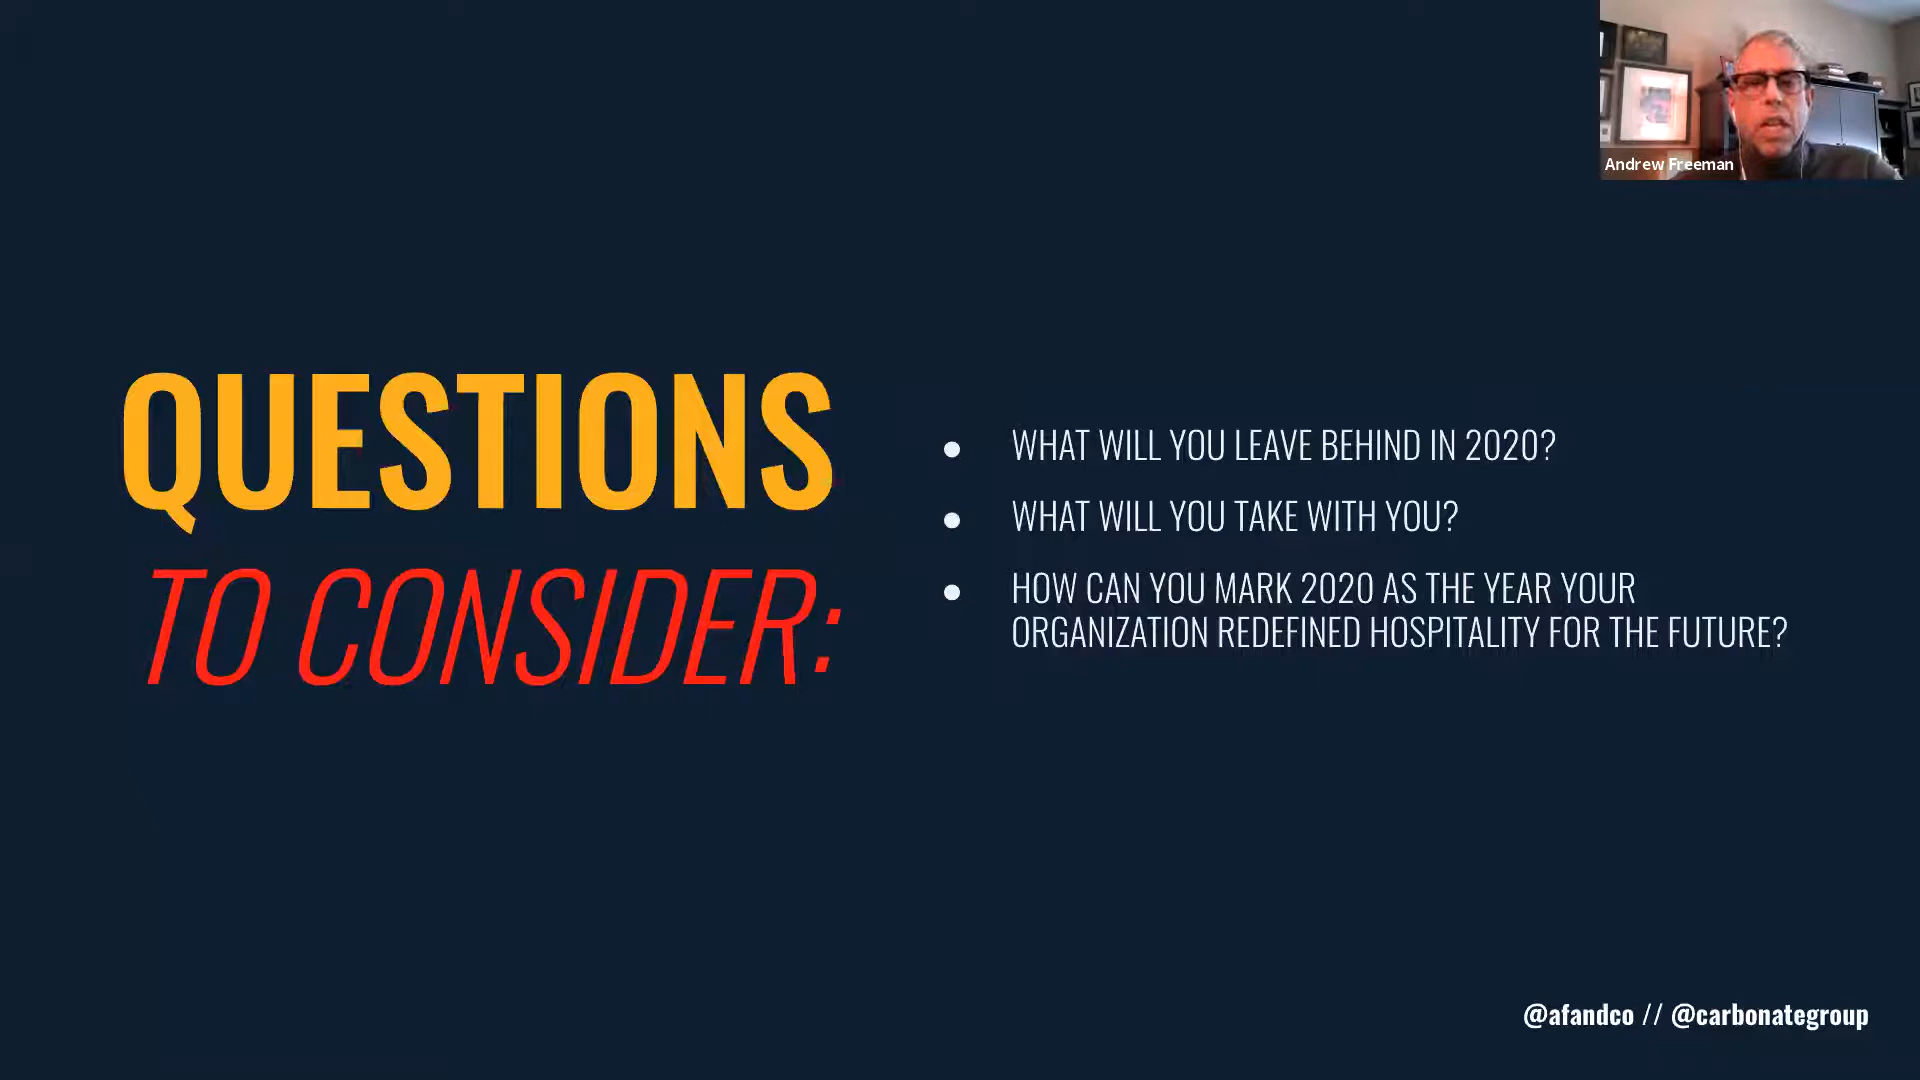 Andrew Freeman
QUESTIONS
TO CONSIDER:
● WHAT WILL YOU LEAVE BEHIND IN 2020?
● WHAT WILL YOU TAKE WITH YOU?
● HOW CAN YOU MARK 2020 AS THE YEAR YOUR
ORGANIZATION REDEFINED HOSPITALITY FOR THE FUTURE?
@afandco // @carbonategroup